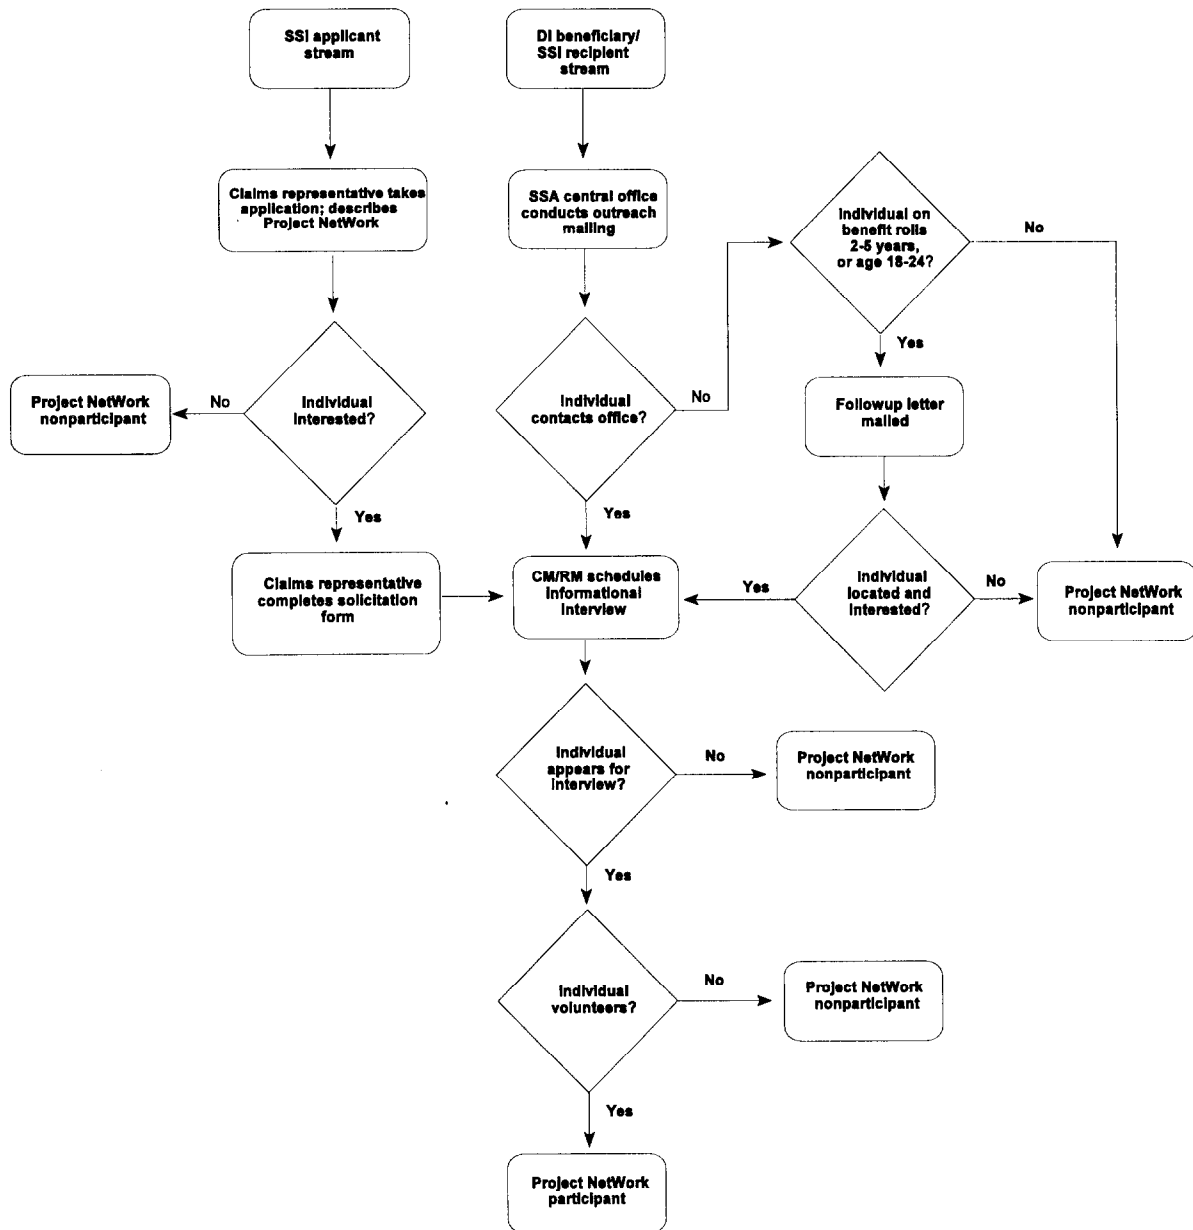 SSI applicant
stream
DI beneficiary/
SSI recipient
stream
Claims representative takes
application; describes
Project NetWork
SSA central office
conducts outreach
mailing
Individual on
benefit rolls
2-5 years,
or age 18-24?
No
Yes
Project NetWork
nonparticipant
No
Individual
interested?
Individual
contacts office?
No
Followup letter
mailed
Yes
Yes
Claims representative
completes solicitation
form
CM/RM schedules
informational
interview
Yes
Individual
located and
interested?
No
Project NetWork
nonparticipant
Individual
appears for
interview?
No
Project NetWork
nonparticipant
Yes
Individual
volunteers?
No
Project NetWork
nonparticipant
Yes
Project NetWork
participant